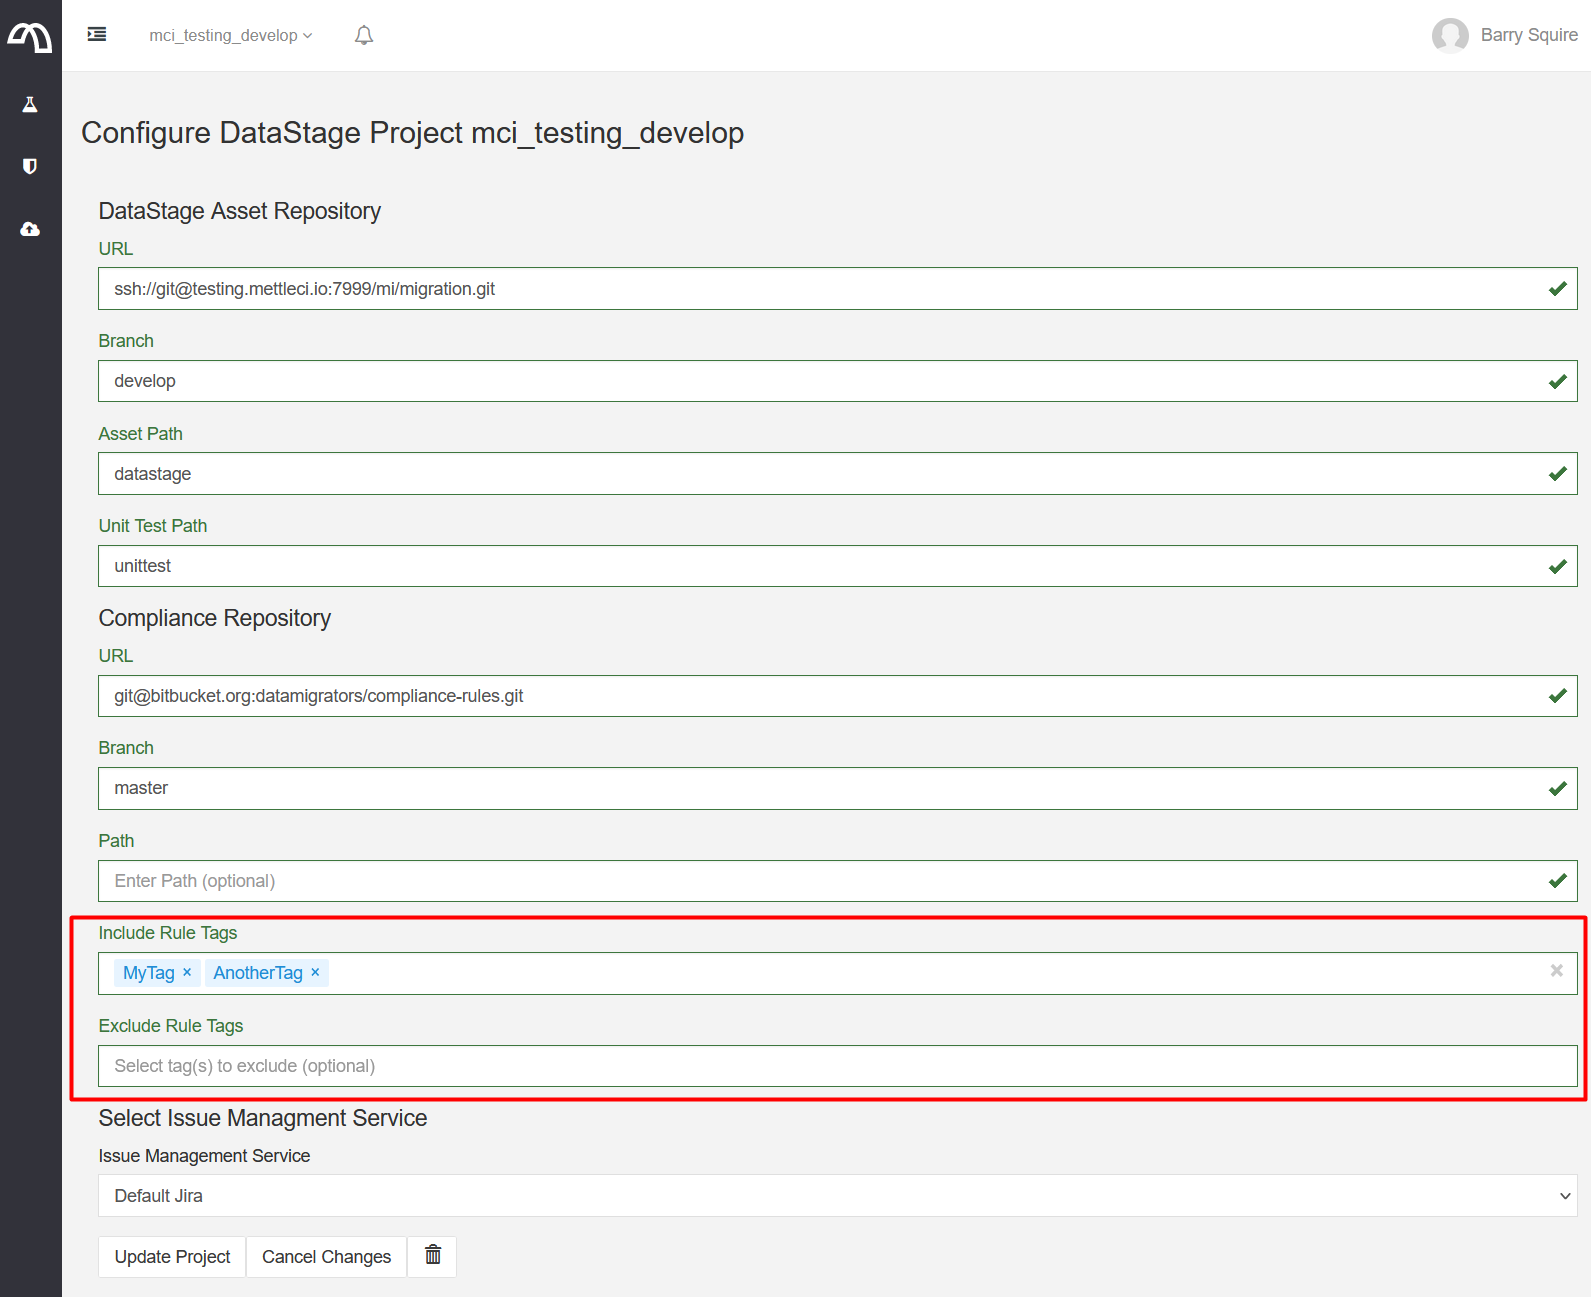 mci_testing_develop
Barry Squire
Configure DataStage Project mci_testing_develop
DataStage Asset Repository
URL
ssh://git@testing.mettleci.io:7999/mi/migration.git
Branch
develop
Asset Path
datastage
Unit Test Path
unittest
Compliance Repository
URL
git@bitbucket.org:datamigrators/compliance-rules.git
Branch
master
Path
Enter Path (optional)
Include Rule Tags
MyTag × AnotherTag ×
Exclude Rule Tags
Select tag(s) to exclude (optional)
Select Issue Managment Service
Issue Management Service
Default Jira
Update Project Cancel Changes